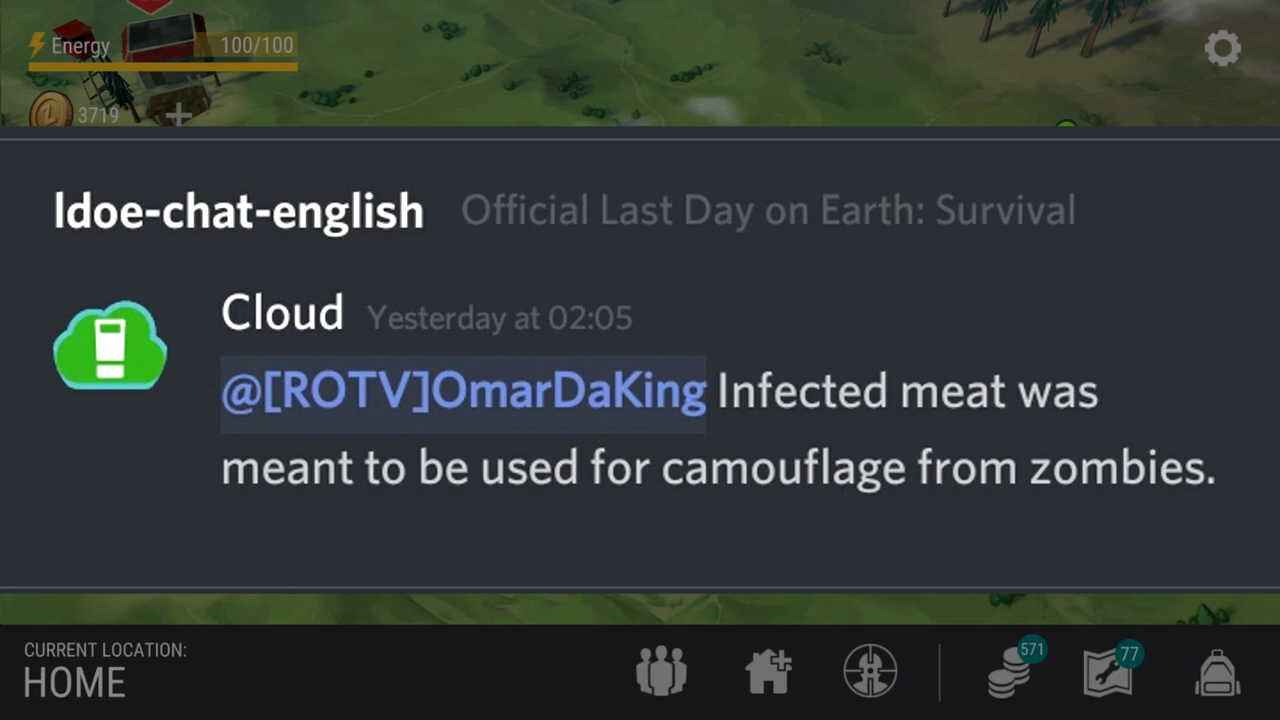 Energy 100/100
3719
ldoe-chat-english Official Last Day on Earth: Survival
Cloud Yesterday at 02:05
@[ROTV]OmarDaKing Infected meat was
meant to be used for camouflage from zombies.
CURRENT LOCATION:
HOME
571
77